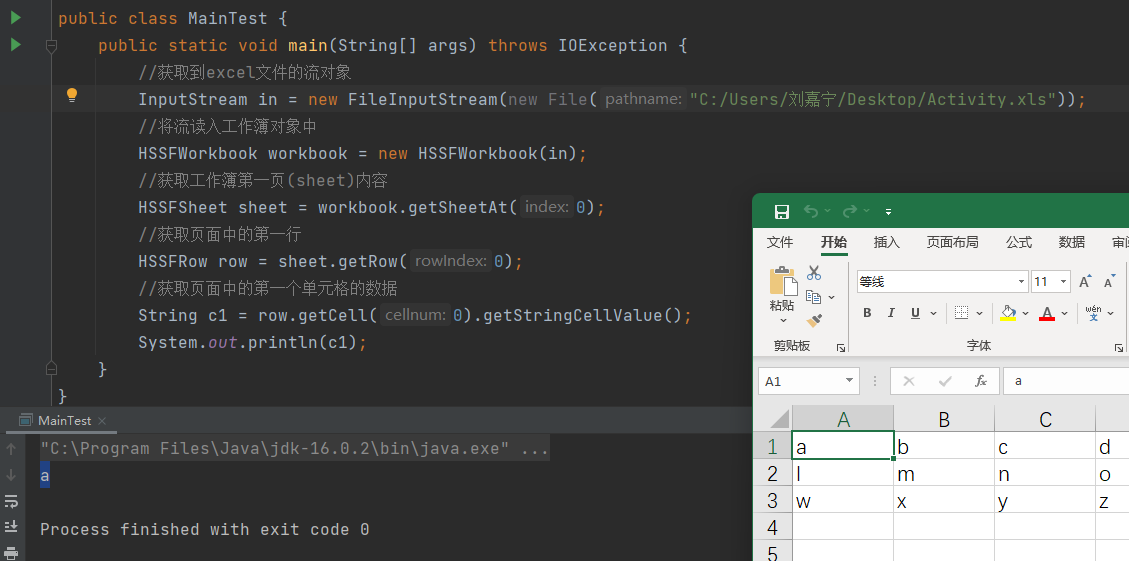 public class MainTest {
public static void main(String[] args) throws IOException {
//获取到excel文件的流对象
InputStream in = new FileInputStream(new File( pathname: "C:/Users/刘嘉宁/Desktop/Activity.xls"));
//将流读入工作簿对象中
HSSFWorkbook workbook = new HSSFWorkbook(in);
//获取工作簿第一页(sheet)内容
HSSFSheet sheet = workbook.getSheetAt( index: 0);
//获取页面中的第一行
HSSFRow row = sheet.getRow( rowIndex: 0);
//获取页面中的第一个单元格的数据
String c1 = row.getCell( cellnum: 0).getStringCellValue();
System.out.println(c1);
}
}
MainTest ×
"C:\Program Files\Java\jdk-16.0.2\bin\java.exe" ...
a
Process finished with exit code 0
文件 开始 插入 页面布局 公式 数据 审阅
粘贴
等线 11 A A
B I U A wén 文
剪贴板 字体
A1 fx a
A B C
1 a b c d
2 l m n o
3 w x y z
4
5